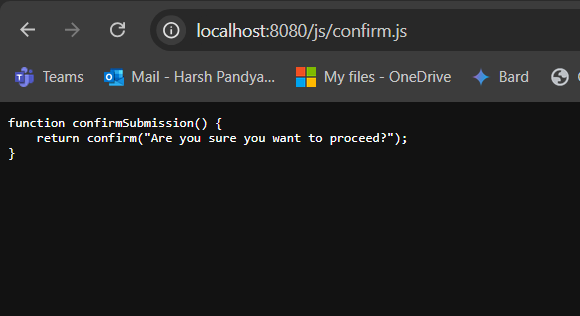 localhost:8080/js/confirm.js
Teams Mail - Harsh Pandya... My files - OneDrive Bard
function confirmSubmission() {
    return confirm("Are you sure you want to proceed?");
}